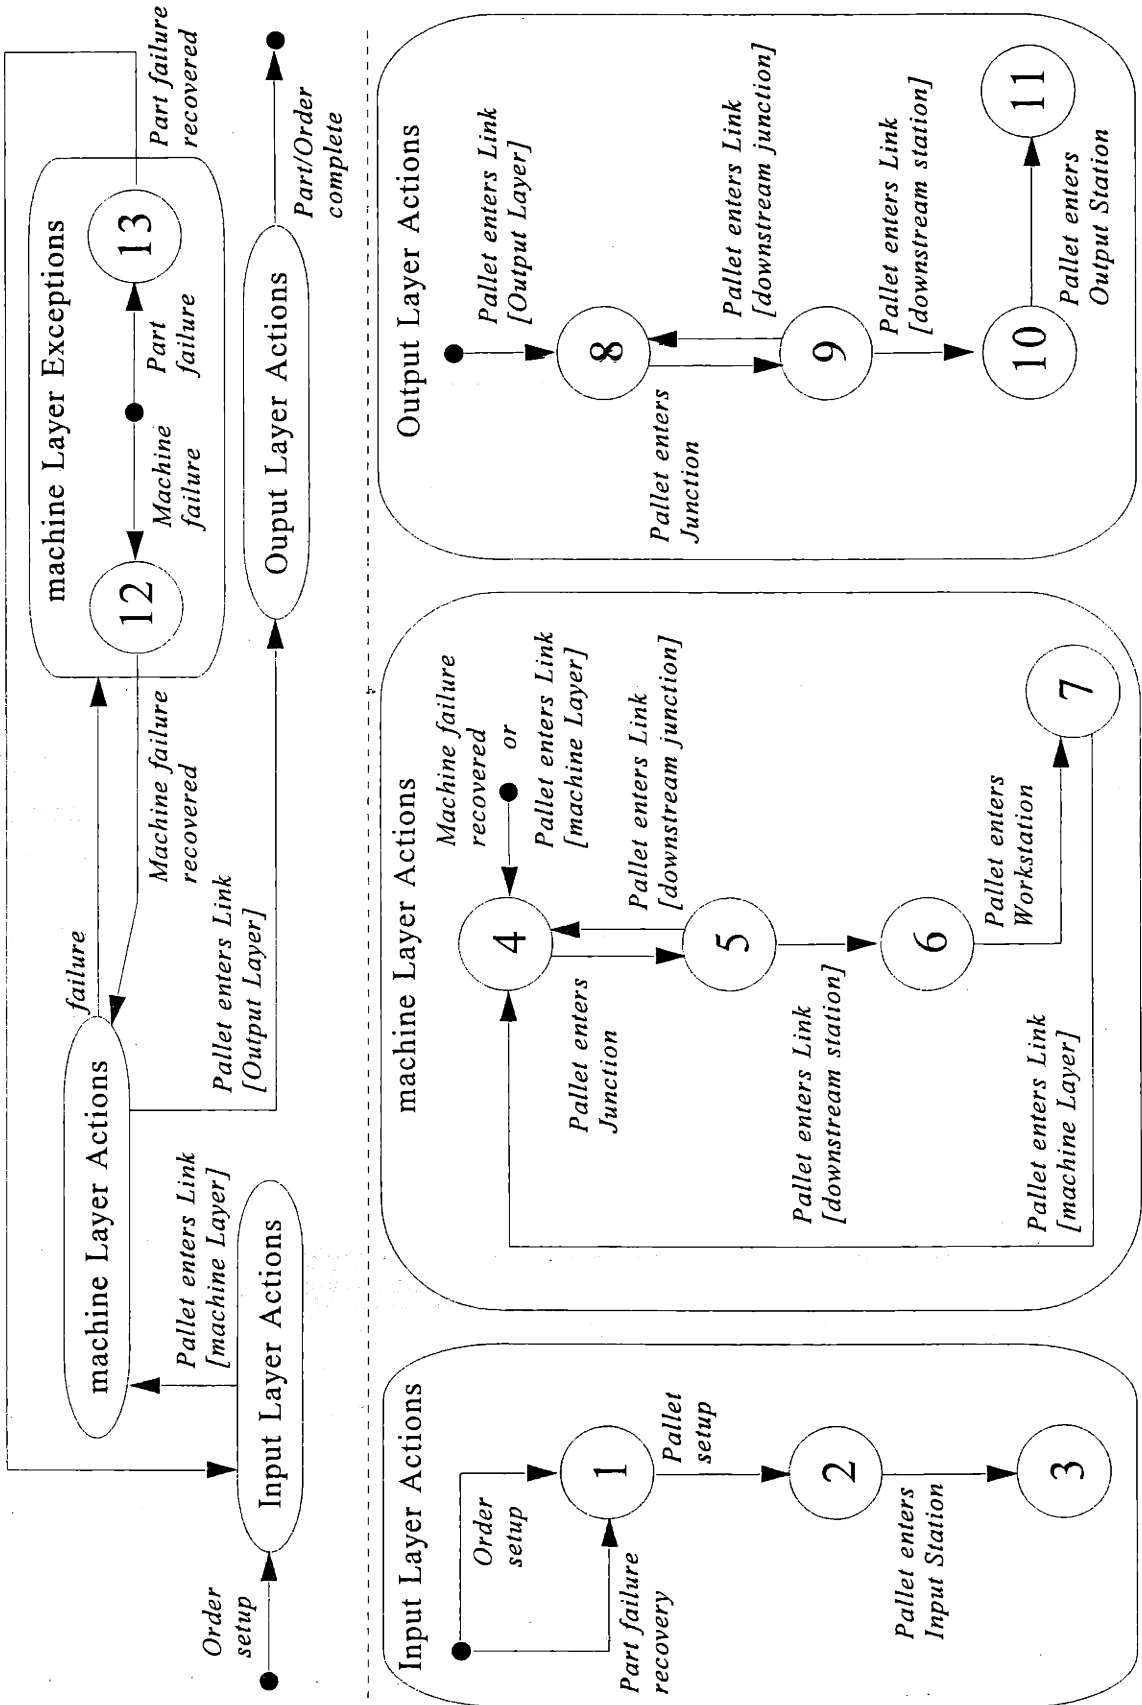 Order
setup
Input Layer Actions
Pallet enters Link
[machine Layer]
machine Layer Actions
failure
Pallet enters Link
[Output Layer]
Machine failure
recovered
machine Layer Exceptions
12
Machine
failure
Part
failure
13
Part failure
recovered
Ouput Layer Actions
Part/Order
complete
Input Layer Actions
Order
setup
Part failure
recovery
1
Pallet
setup
2
Pallet enters
Input Station
3
machine Layer Actions
Machine failure
recovered
or
Pallet enters Link
[machine Layer]
4
Pallet enters
Junction
Pallet enters Link
[downstream junction]
5
Pallet enters Link
[downstream station]
6
Pallet enters
Workstation
7
Pallet enters Link
[machine Layer]
Output Layer Actions
Pallet enters Link
[Output Layer]
8
Pallet enters
Junction
Pallet enters Link
[downstream junction]
9
Pallet enters Link
[downstream station]
10
Pallet enters
Output Station
11